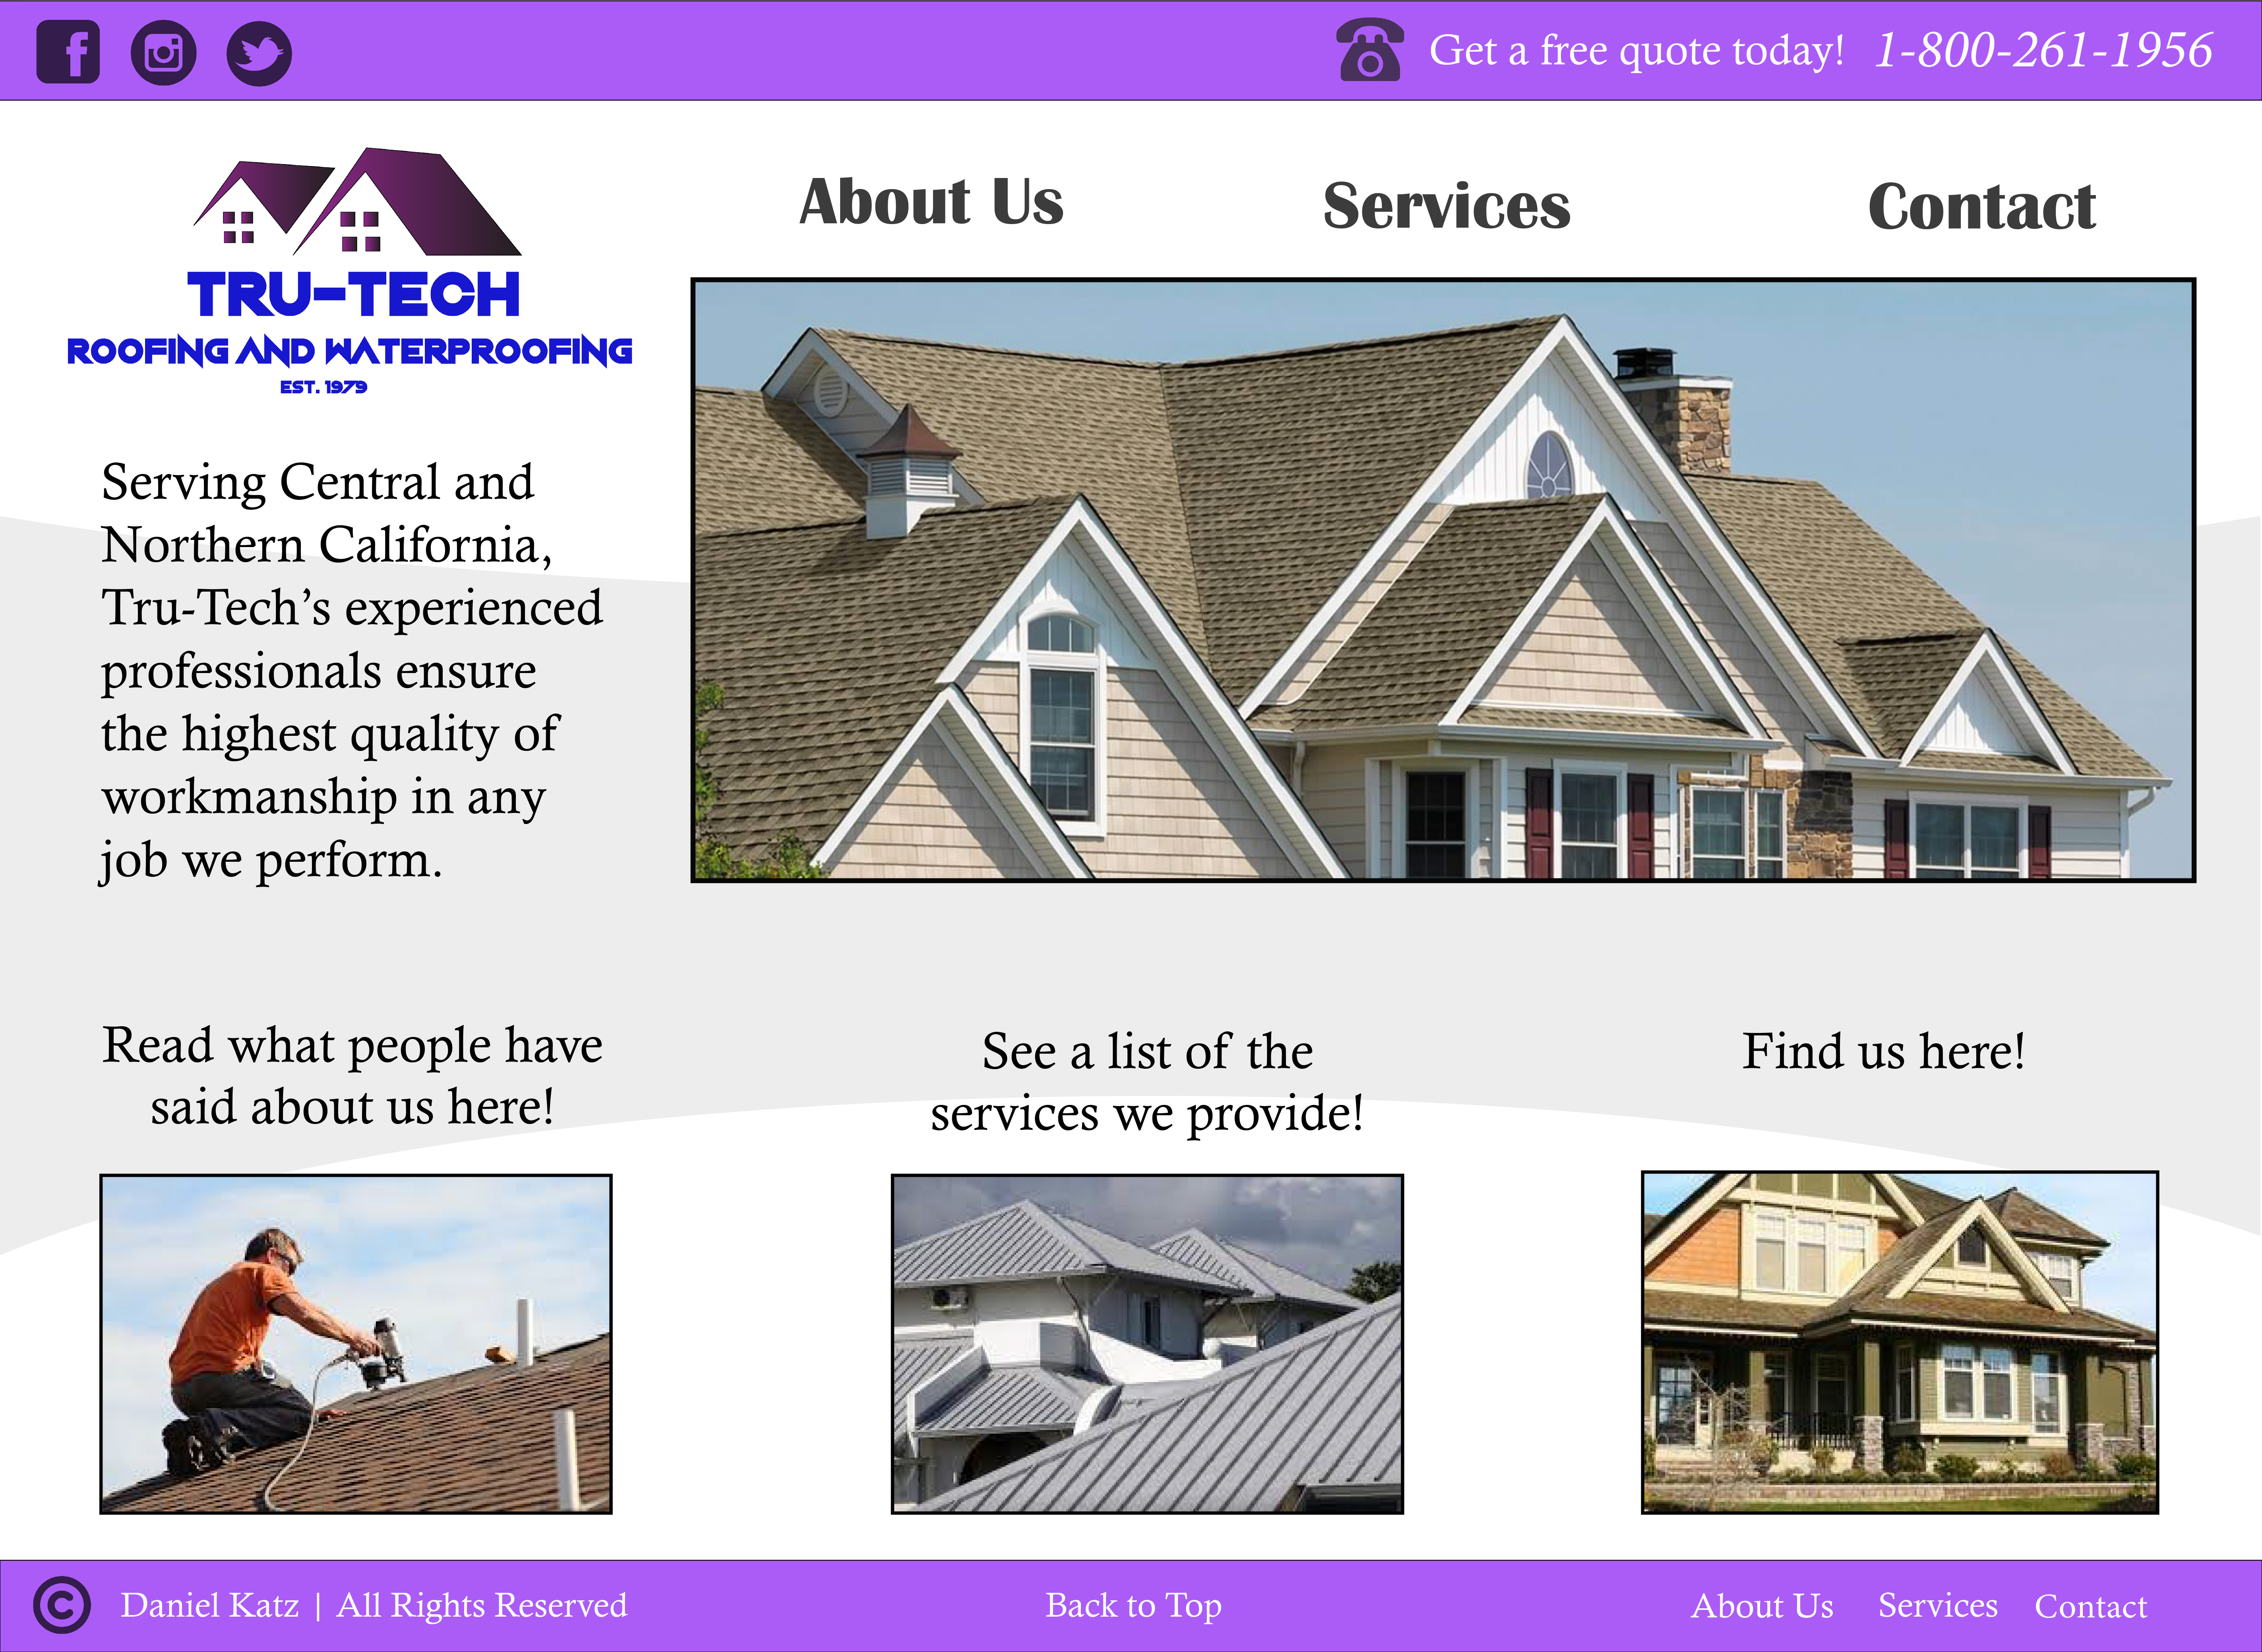 Get a free quote today! 1-800-261-1956
TRU-TECH
ROOFING AND WATERPROOFING
EST. 1979
About Us
Services
Contact
Serving Central and
Northern California,
Tru-Tech’s experienced
professionals ensure
the highest quality of
workmanship in any
job we perform.
Read what people have
said about us here!
See a list of the
services we provide!
Find us here!
© Daniel Katz | All Rights Reserved
Back to Top
About Us
Services
Contact